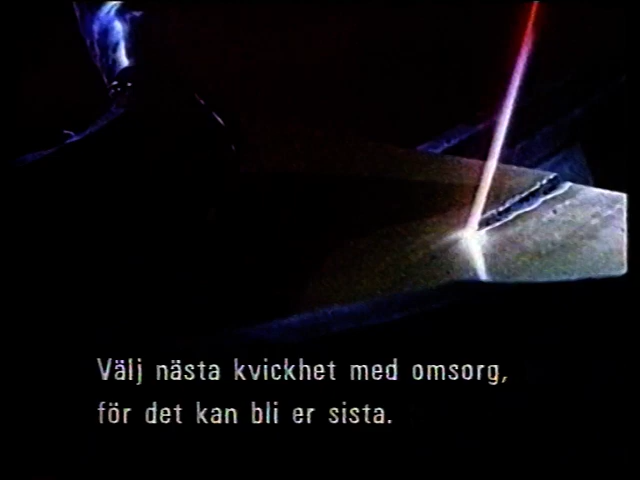 Välj nästa kvickhet med omsorg,
för det kan bli er sista.